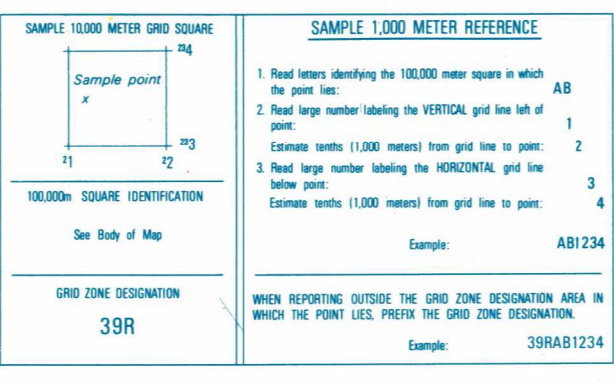 SAMPLE 10,000 METER GRID SQUARE
234
Sample point
x
233
21
22
100,000m SQUARE IDENTIFICATION
See Body of Map
GRID ZONE DESIGNATION
39R
SAMPLE 1,000 METER REFERENCE
1. Read letters identifying the 100,000 meter square in which
the point lies: AB
2. Read large number labeling the VERTICAL grid line left of
point: 1
Estimate tenths (1,000 meters) from grid line to point: 2
3. Read large number labeling the HORIZONTAL grid line
below point: 3
Estimate tenths (1,000 meters) from grid line to point: 4
Example: AB1234
WHEN REPORTING OUTSIDE THE GRID ZONE DESIGNATION AREA IN
WHICH THE POINT LIES, PREFIX THE GRID ZONE DESIGNATION.
Example: 39RAB1234